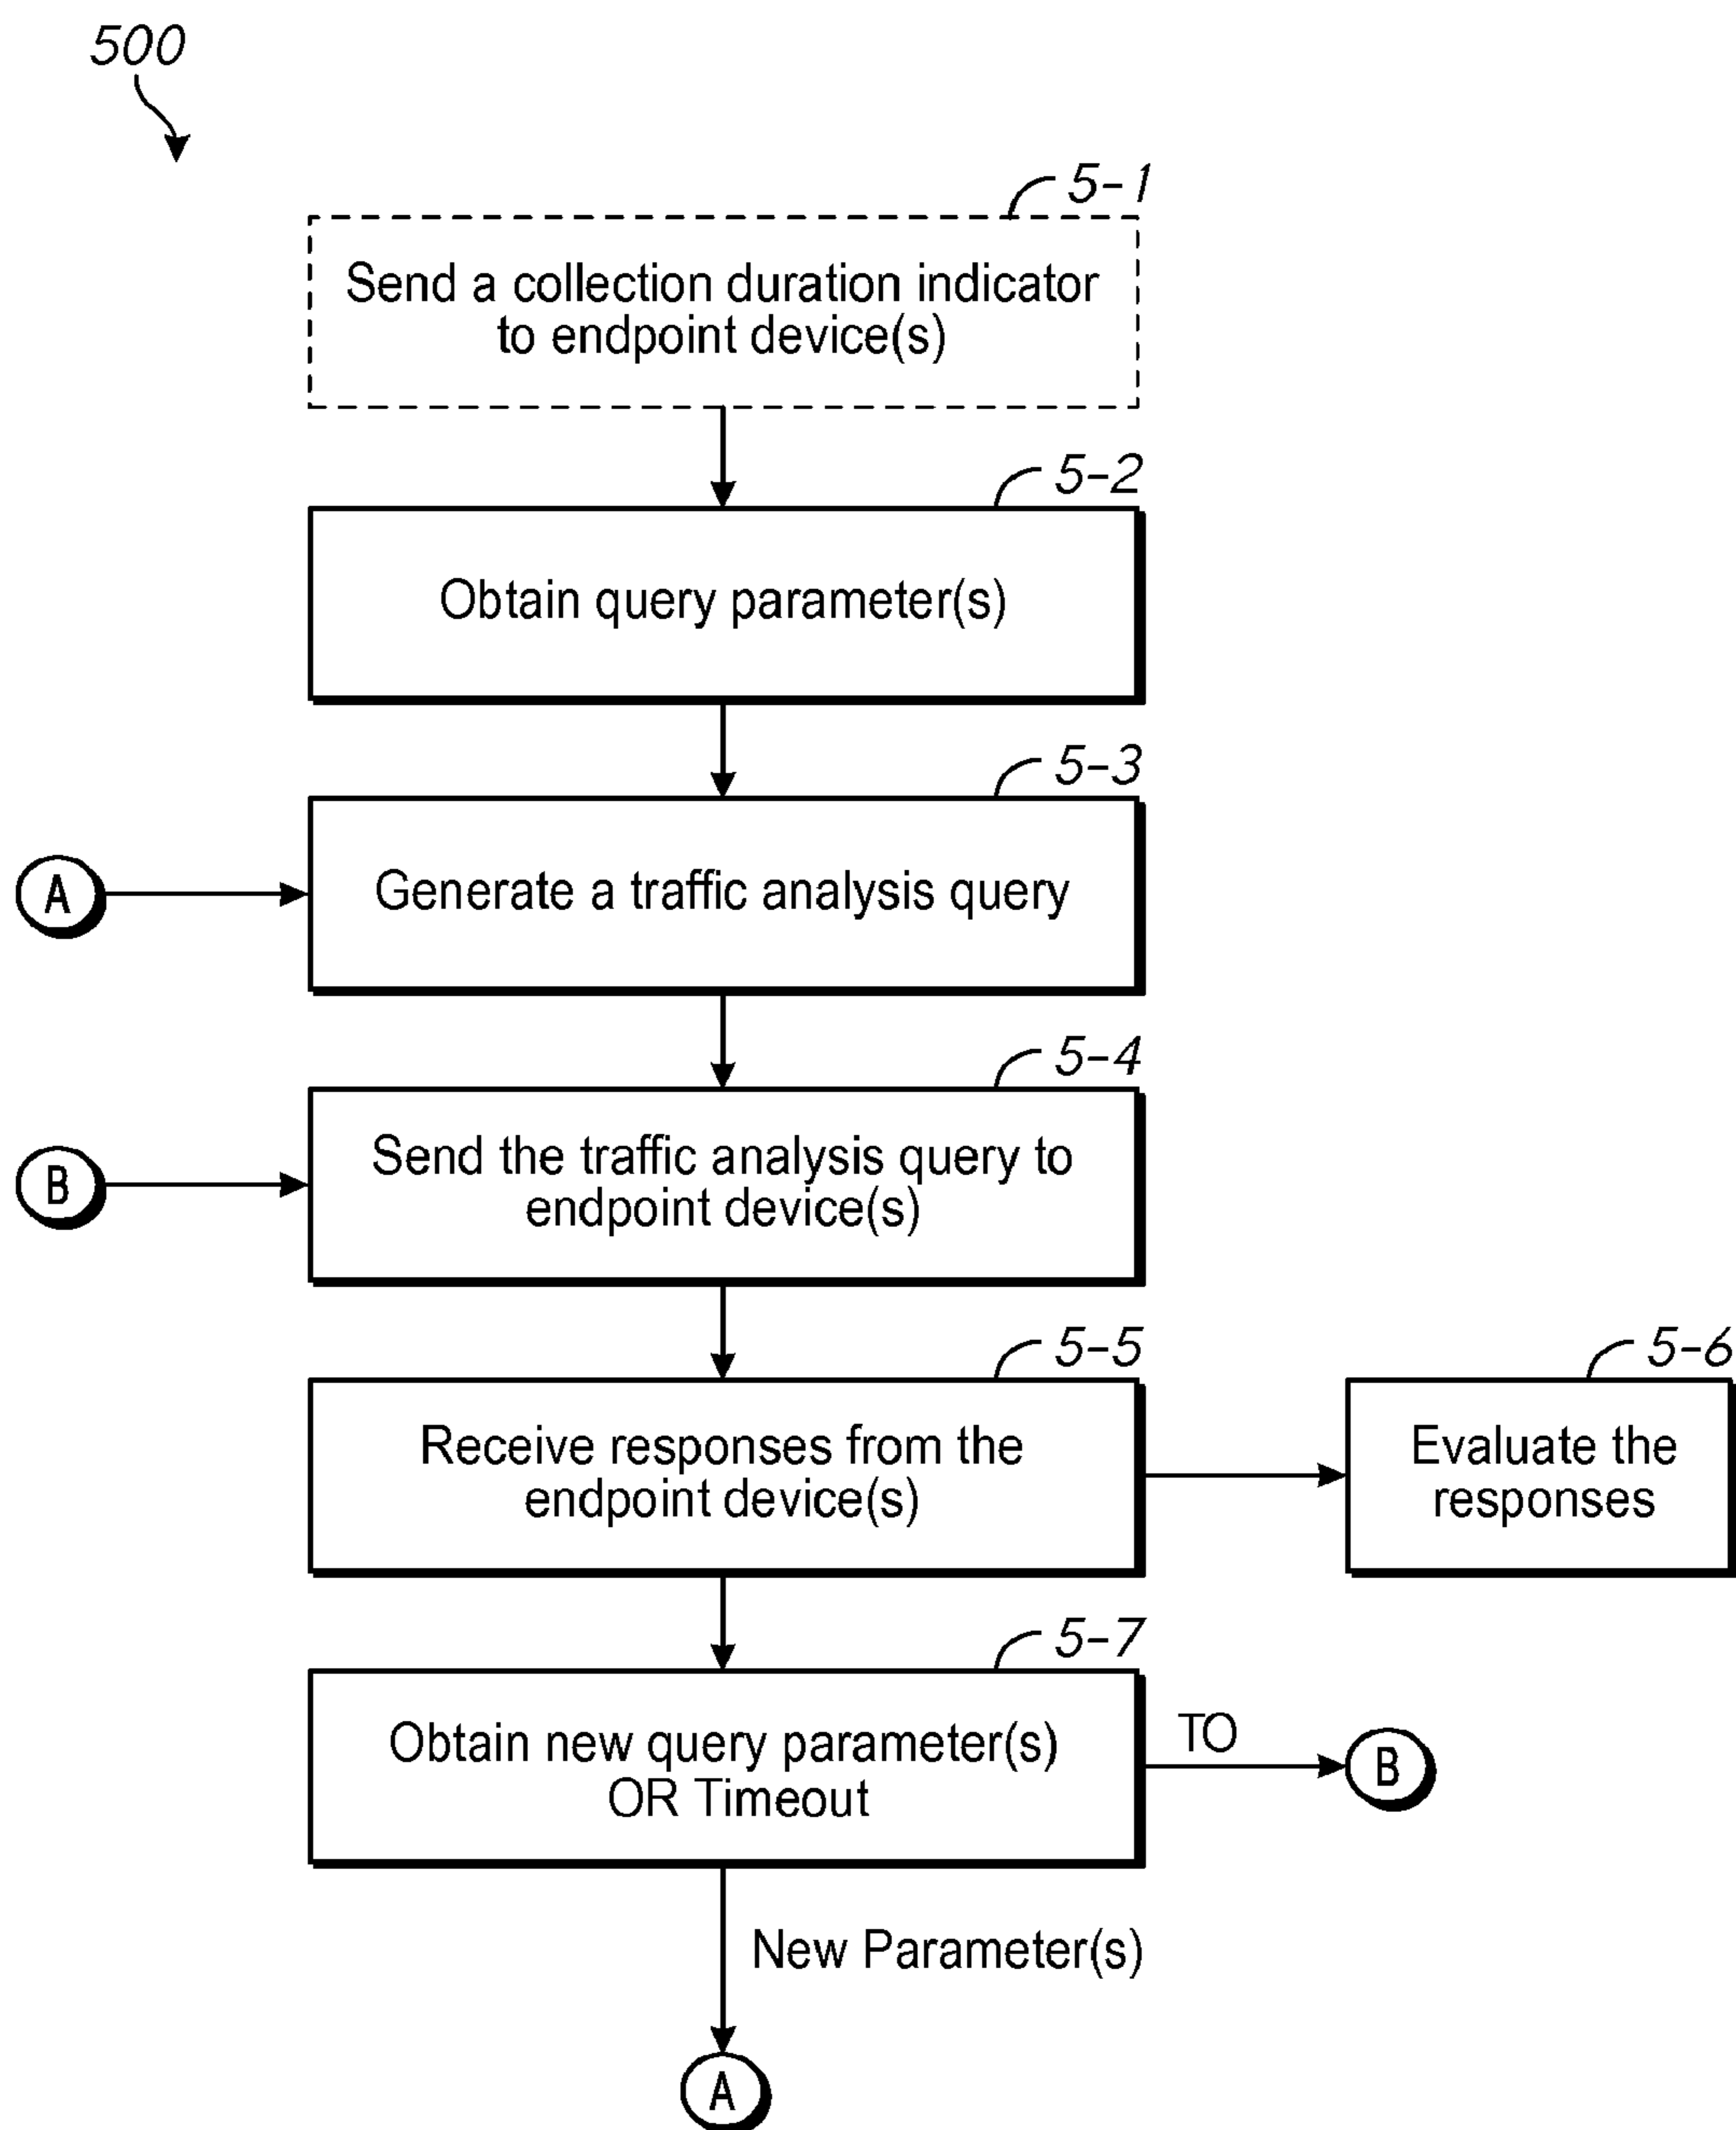 500
5-1
Send a collection duration indicator
to endpoint device(s)
5-2
Obtain query parameter(s)
5-3
A
Generate a traffic analysis query
5-4
B
Send the traffic analysis query to
endpoint device(s)
5-5
Receive responses from the
endpoint device(s)
5-6
Evaluate the
responses
5-7
Obtain new query parameter(s)
OR Timeout
TO
B
New Parameter(s)
A